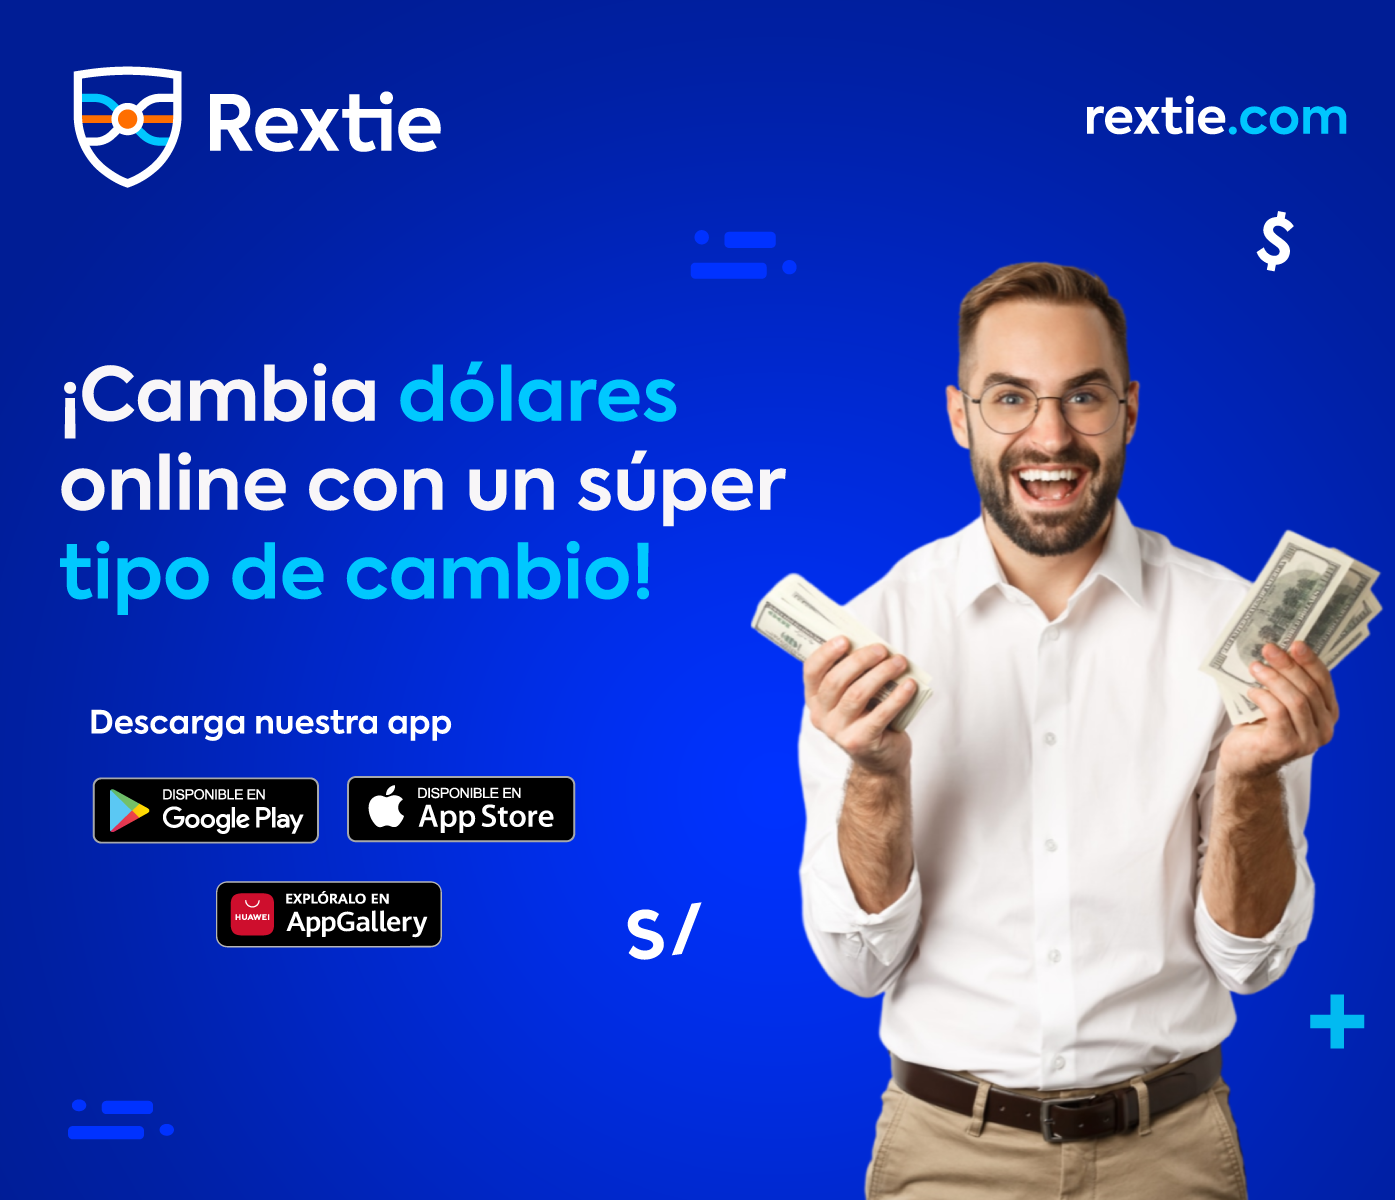 Rextie
rextie.com
$
¡Cambia dólares
online con un súper
tipo de cambio!
Descarga nuestra app
DISPONIBLE EN
Google Play
DISPONIBLE EN
App Store
HUAWEI
EXPLÓRALO EN
AppGallery
S/